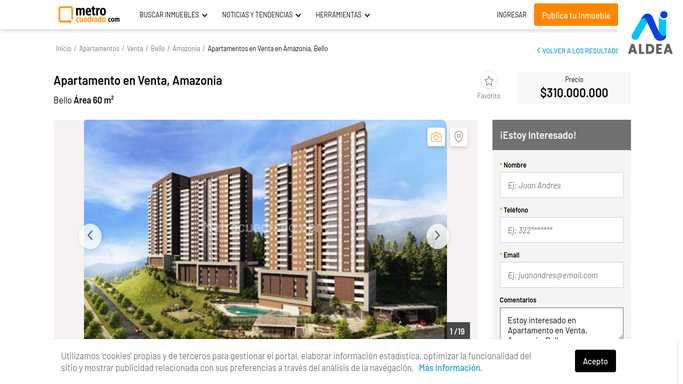 metro
cuadrado.com
BUSCAR INMUEBLES
NOTICIAS Y TENDENCIAS
HERRAMIENTAS
INGRESAR
Publica tu Inmueble
ALDEA
Inicio / Apartamentos / Venta / Bello / Amazonia / Apartamentos en Venta en Amazonia, Bello
VOLVER A LOS RESULTAD
Apartamento en Venta, Amazonia
Bello Área 60 m²
Favorito
Precio
$310.000.000
1 / 19
¡Estoy Interesado!
* Nombre
Ej: Juan Andres
* Teléfono
Ej: 322*******
* Email
Ej: juanandres@email.com
Comentarios
Estoy interesado en
Apartamento en Venta,
Utilizamos 'cookies' propias y de terceros para gestionar el portal, elaborar información estadística, optimizar la funcionalidad del
sitio y mostrar publicidad relacionada con sus preferencias a través del análisis de la navegación. Más información.
Acepto